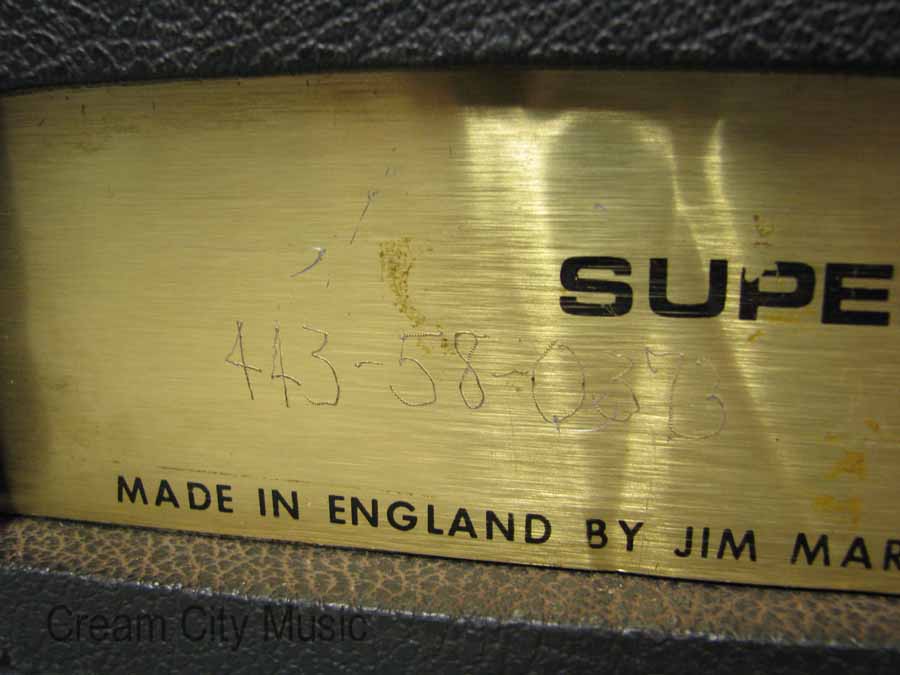 SUPE
443-58-0373
MADE IN ENGLAND BY JIM MAR
Cream City Music